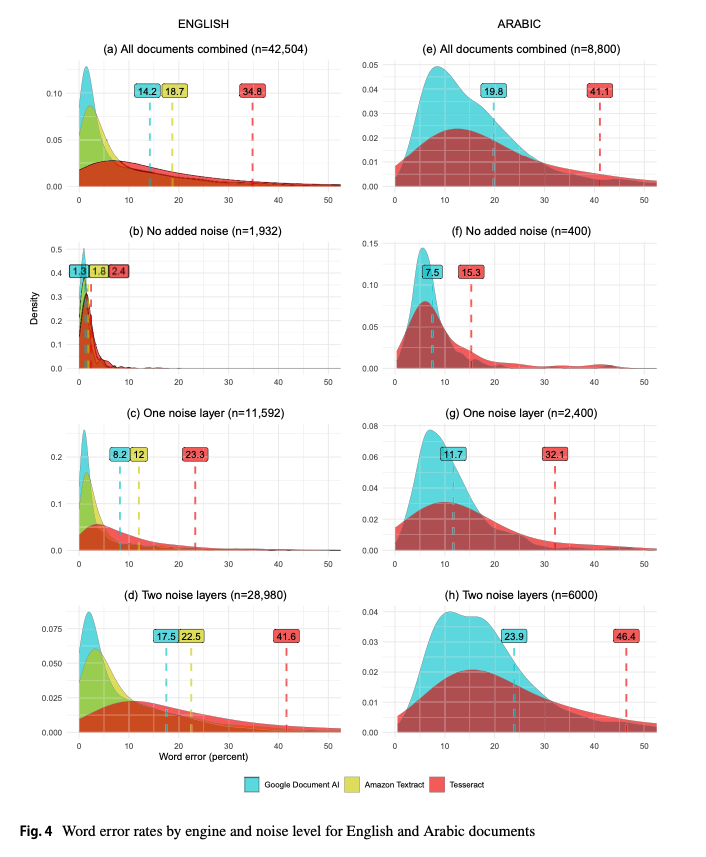 ENGLISH
ARABIC
(a) All documents combined (n=42,504)
(e) All documents combined (n=8,800)
0.10
0.05
0.00
14.2 18.7 34.8
0 10 20 30 40 50
0.05
0.04
0.03
0.02
0.01
0.00
19.8 41.1
0 10 20 30 40 50
(b) No added noise (n=1,932)
(f) No added noise (n=400)
Density
0.5
0.4
0.3
0.2
0.1
0.0
1.3 1.8 2.4
0 10 20 30 40 50
0.15
0.10
0.05
0.00
7.5 15.3
0 10 20 30 40 50
(c) One noise layer (n=11,592)
(g) One noise layer (n=2,400)
0.2
0.1
0.0
8.2 12 23.3
0 10 20 30 40 50
0.08
0.06
0.04
0.02
0.00
11.7 32.1
0 10 20 30 40 50
(d) Two noise layers (n=28,980)
(h) Two noise layers (n=6000)
0.075
0.050
0.025
0.000
17.5 22.5 41.6
0 10 20 30 40 50
0.04
0.03
0.02
0.01
0.00
23.9 46.4
0 10 20 30 40 50
Word error (percent)
Google Document AI Amazon Textract Tesseract
Fig. 4 Word error rates by engine and noise level for English and Arabic documents